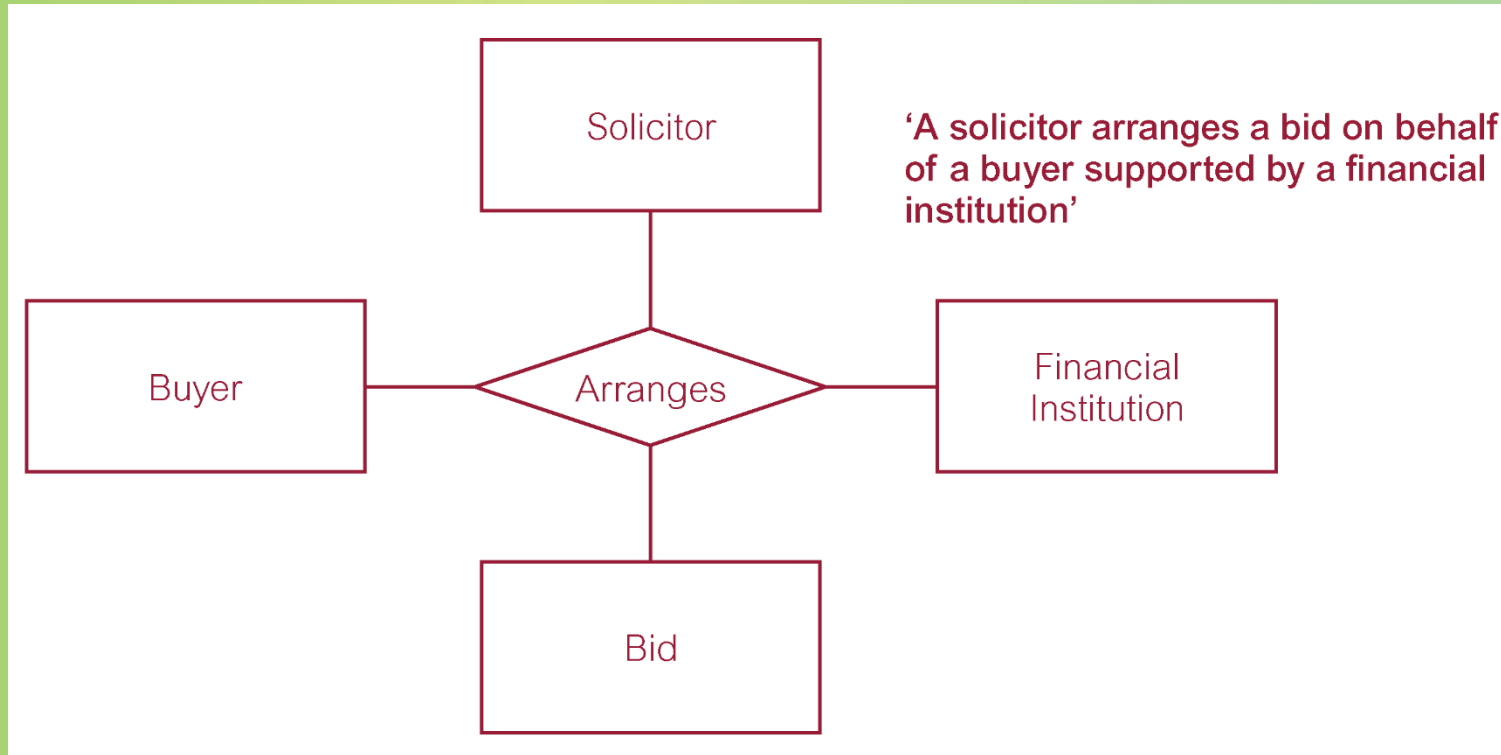 Solicitor
‘A solicitor arranges a bid on behalf
of a buyer supported by a financial
institution’
Buyer
Arranges
Financial
Institution
Bid